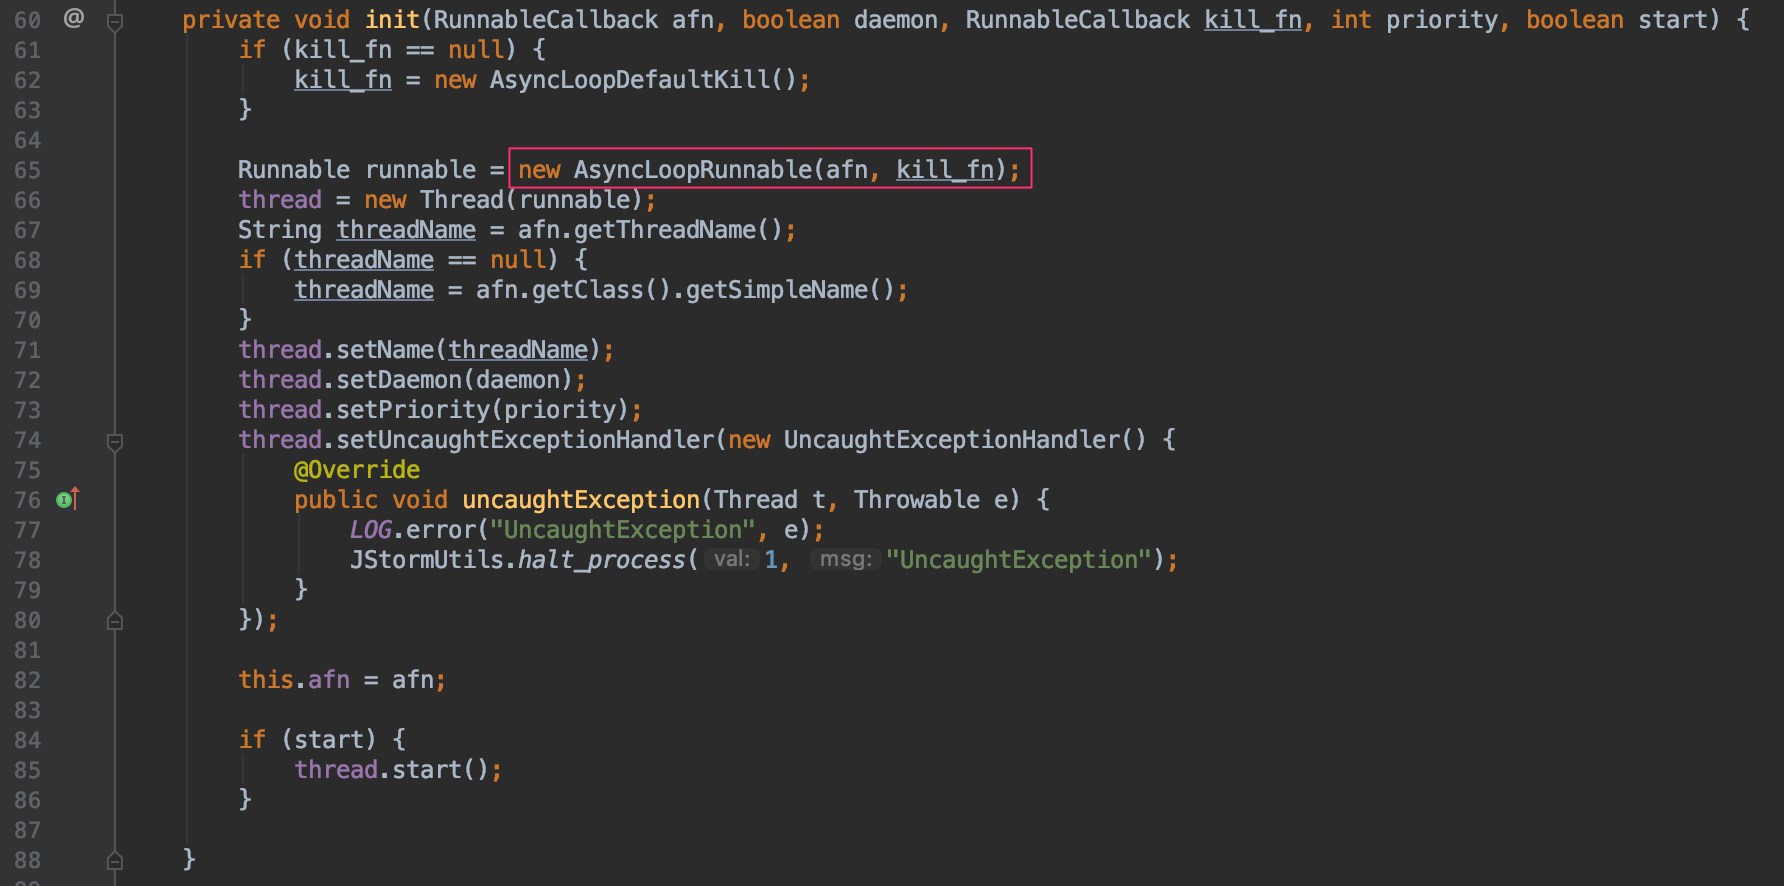 60 @ private void init(RunnableCallback afn, boolean daemon, RunnableCallback kill_fn, int priority, boolean start) {
61 if (kill_fn == null) {
62 kill_fn = new AsyncLoopDefaultKill();
63 }
64
65 Runnable runnable = new AsyncLoopRunnable(afn, kill_fn);
66 thread = new Thread(runnable);
67 String threadName = afn.getThreadName();
68 if (threadName == null) {
69 threadName = afn.getClass().getSimpleName();
70 }
71 thread.setName(threadName);
72 thread.setDaemon(daemon);
73 thread.setPriority(priority);
74 thread.setUncaughtExceptionHandler(new UncaughtExceptionHandler() {
75 @Override
76 public void uncaughtException(Thread t, Throwable e) {
77 LOG.error("UncaughtException", e);
78 JStormUtils.halt_process( val: 1, msg: "UncaughtException");
79 }
80 });
81
82 this.afn = afn;
83
84 if (start) {
85 thread.start();
86 }
87
88 }